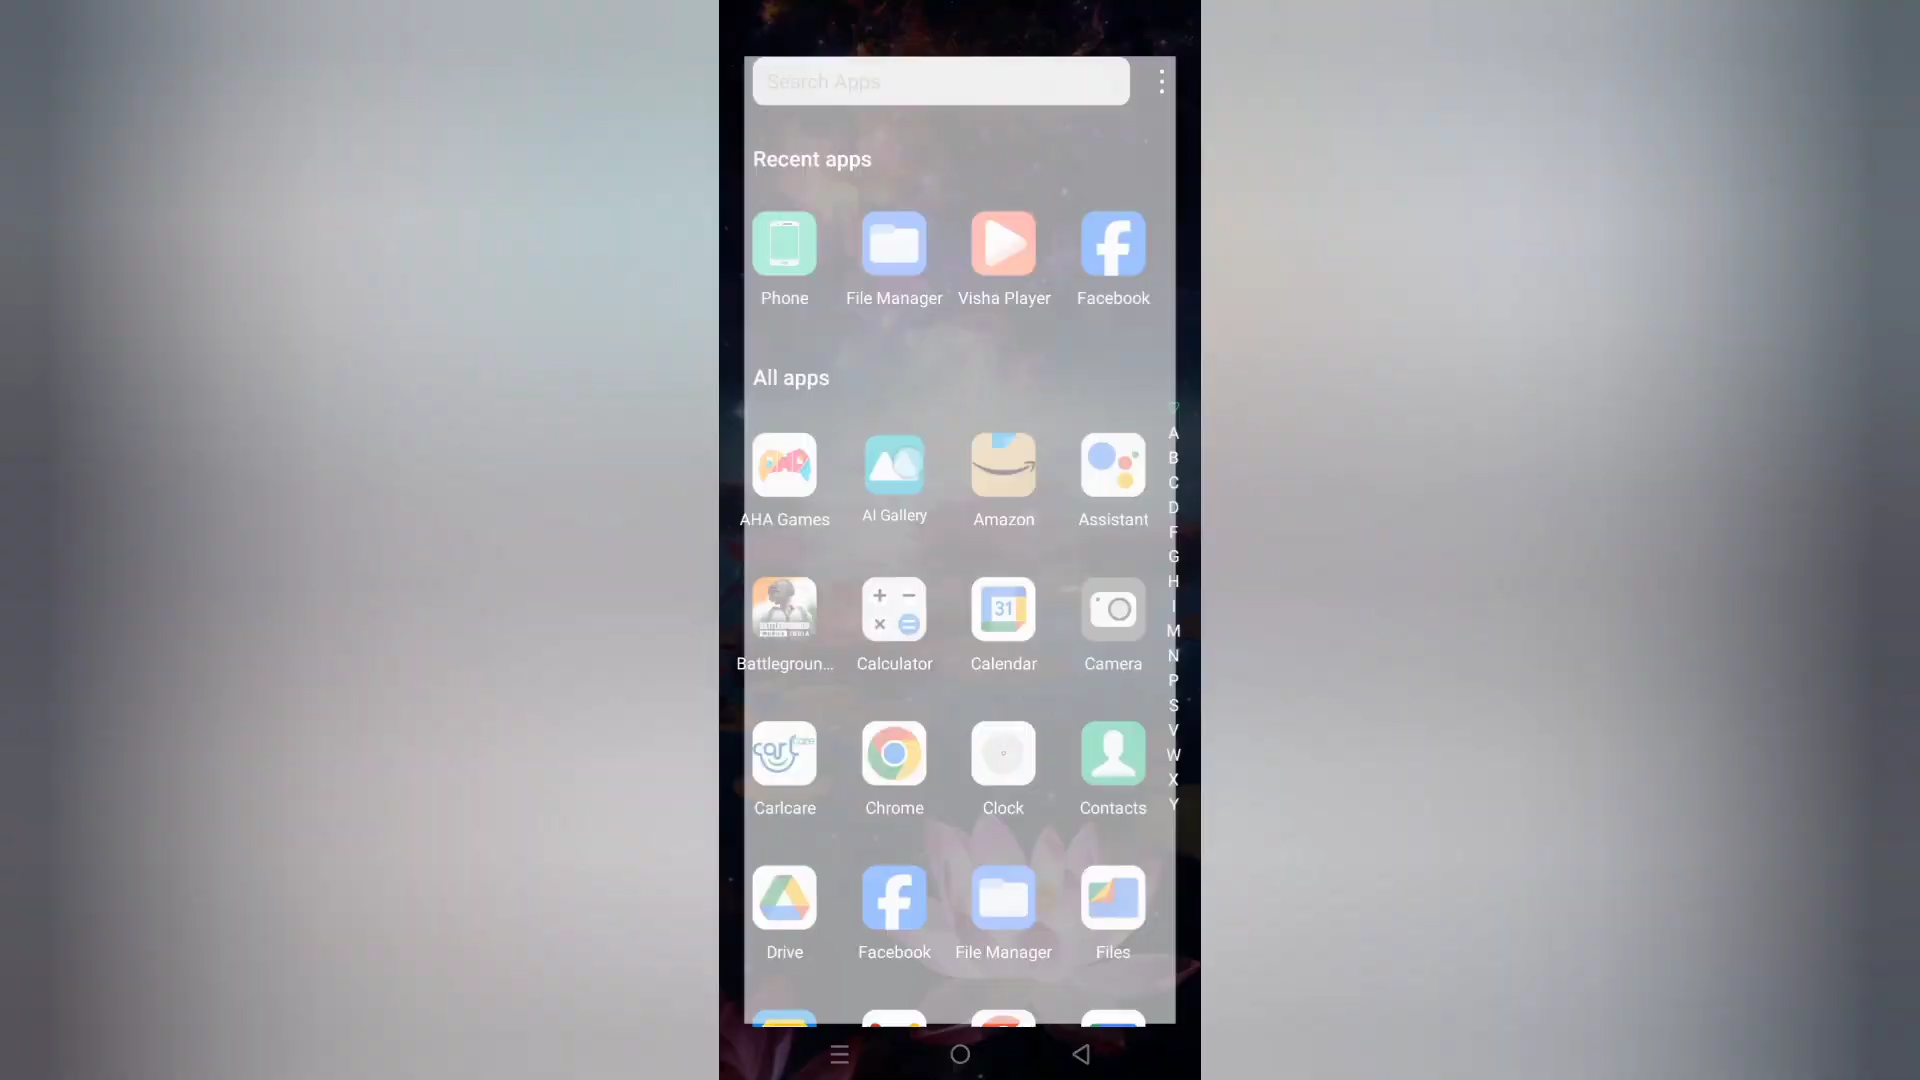 Search Apps
Recent apps
Phone File Manager Visha Player Facebook
All apps
AHA Games AI Gallery Amazon Assistant
Battlegroun... Calculator Calendar Camera
31
Carlcare Chrome Clock Contacts
Drive Facebook File Manager Files
A
B
C
D
F
G
H
I
M
N
P
S
V
W
X
Y